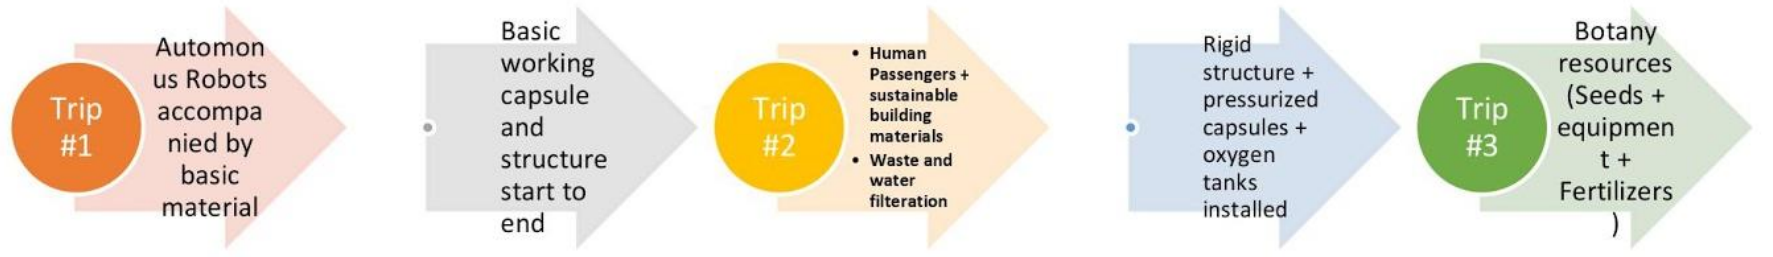 Trip
#1
Automon
us Robots
accompa
nied by
basic
material
Basic
working
capsule
and
structure
start to
end
Trip
#2
• Human
Passengers +
sustainable
building
materials
• Waste and
water
filteration
Rigid
structure +
pressurized
capsules +
oxygen
tanks
installed
Trip
#3
Botany
resources
(Seeds +
equipmen
t +
Fertilizers
)